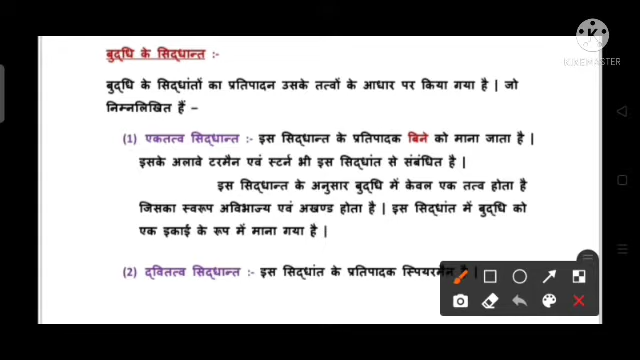 बुद्धि के सिद्धान्त :-
बुद्धि के सिद्धांतों का प्रतिपादन उसके तत्वों के आधार पर किया गया है | जो
निम्नलिखित हैं –
(1) एकतत्व सिद्धान्त :- इस सिद्धान्त के प्रतिपादक बिने को माना जाता है |
इसके अलावे टरमैन एवं स्टर्न भी इस सिद्धांत से संबंधित है |
इस सिद्धान्त के अनुसार बुद्धि में केवल एक तत्व होता है
जिसका स्वरूप अविभाज्य एवं अखण्ड होता है | इस सिद्धांत में बुद्धि को
एक इकाई के रूप में माना गया है |
(2) द्वितत्व सिद्धान्त :- इस सिद्धांत के प्रतिपादक स्पियरमैन है |
KINEMASTER